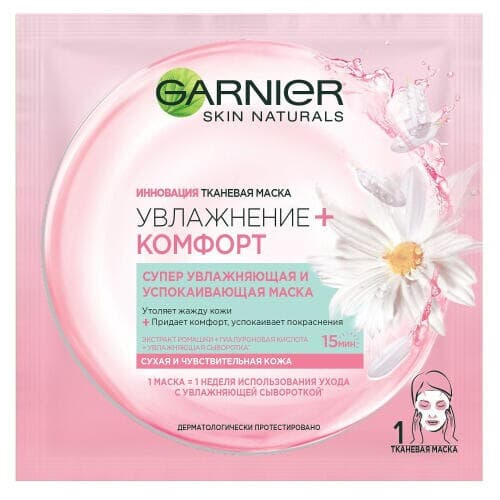 GARNIER
SKIN NATURALS
ИННОВАЦИЯ ТКАНЕВАЯ МАСКА
УВЛАЖНЕНИЕ +
КОМФОРТ
СУПЕР УВЛАЖНЯЮЩАЯ И
УСПОКАИВАЮЩАЯ МАСКА
Утоляет жажду кожи
+ Придает комфорт, успокаивает покраснения
ЭКСТРАКТ РОМАШКИ + ГИАЛУРОНОВАЯ КИСЛОТА
+ УВЛАЖНЯЮЩАЯ СЫВОРОТКА*
15 мин.
СУХАЯ И ЧУВСТВИТЕЛЬНАЯ КОЖА
1 МАСКА = 1 НЕДЕЛЯ ИСПОЛЬЗОВАНИЯ УХОДА
С УВЛАЖНЯЮЩЕЙ СЫВОРОТКОЙ*
ДЕРМАТОЛОГИЧЕСКИ ПРОТЕСТИРОВАНО
1
ТКАНЕВАЯ МАСКА